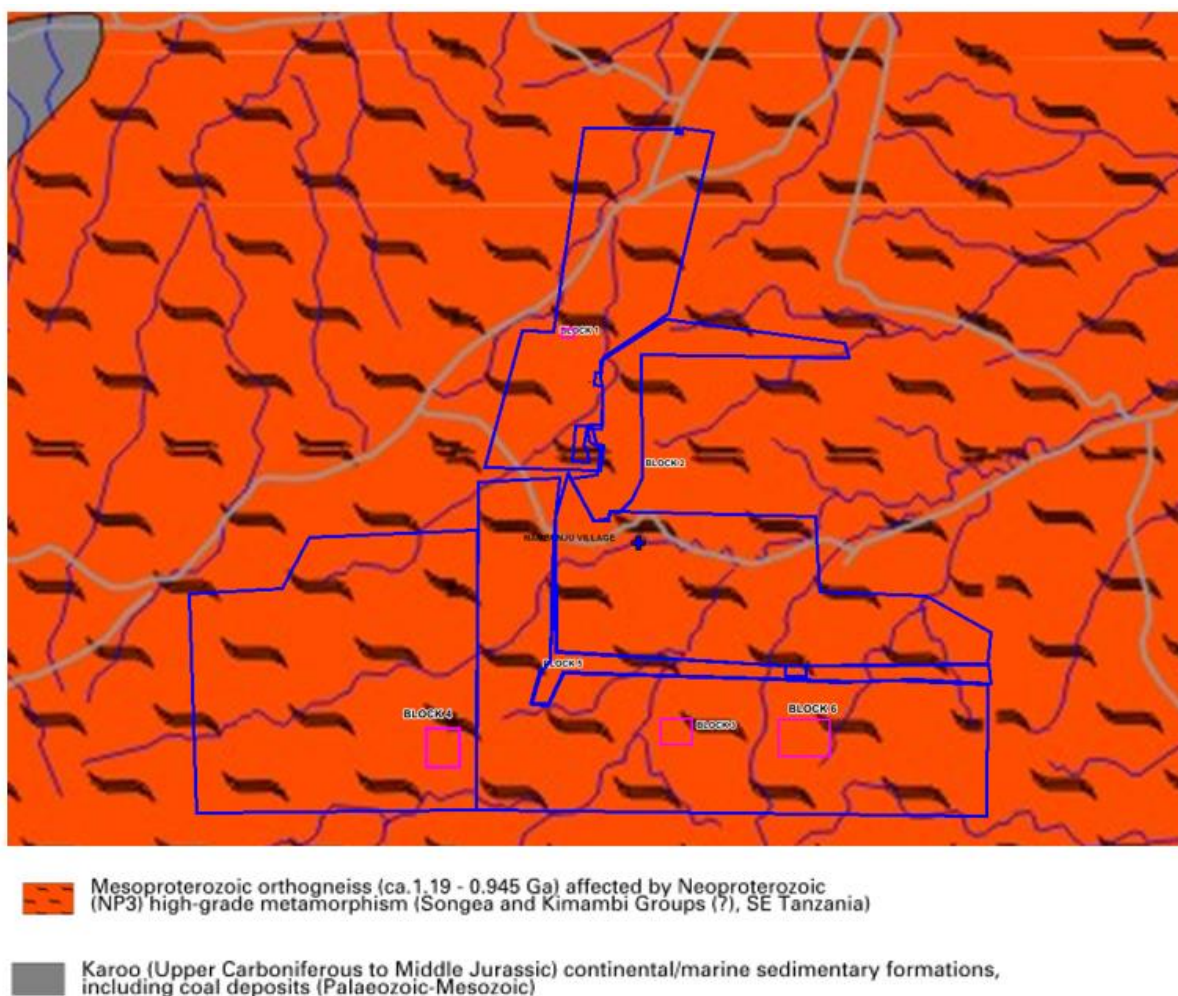 BLOCK 1
BLOCK 2
VILLAGE
BLOCK 5
BLOCK 4
BLOCK 3
BLOCK 6
Mesoproterozoic orthogneiss (ca.1.19 - 0.945 Ga) affected by Neoproterozoic
(NP3) high-grade metamorphism (Songea and Kimambi Groups (?), SE Tanzania)
Karoo (Upper Carboniferous to Middle Jurassic) continental/marine sedimentary formations,
including coal deposits (Palaeozoic-Mesozoic)